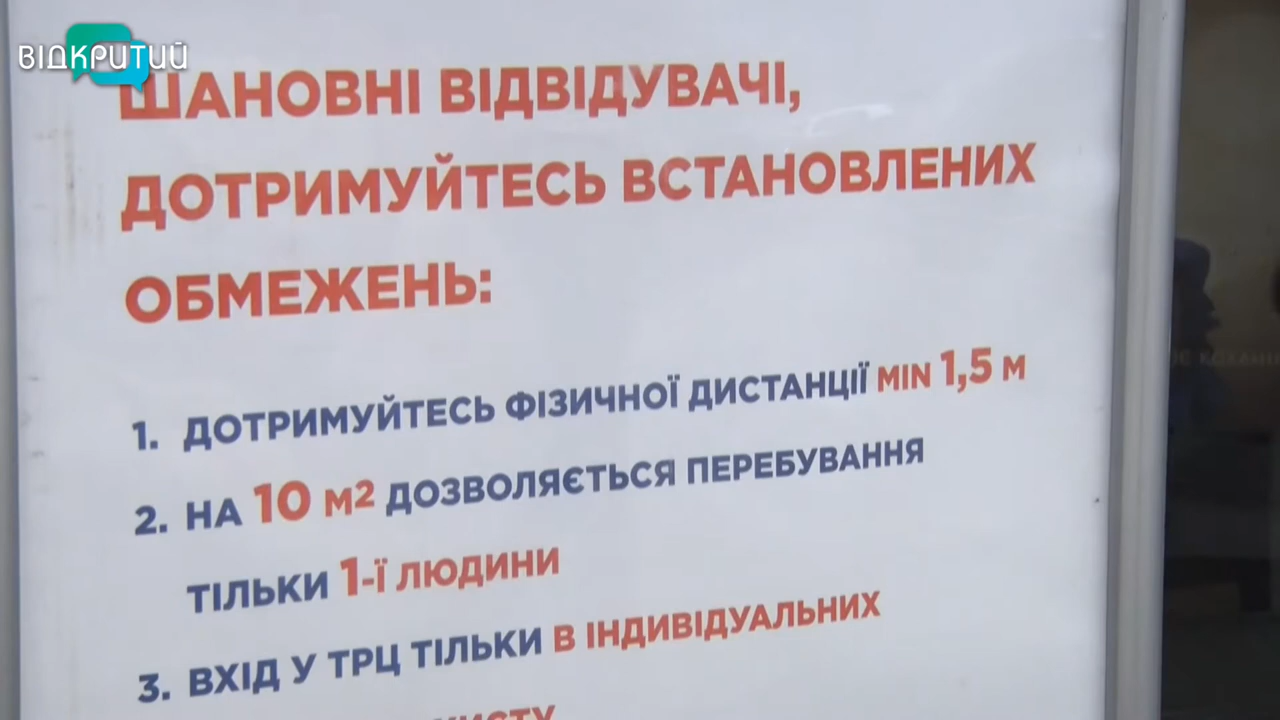 ВІДКРИТИЙ
ШАНОВНІ ВІДВІДУВАЧІ,
ДОТРИМУЙТЕСЬ ВСТАНОВЛЕНИХ
ОБМЕЖЕНЬ:
1. ДОТРИМУЙТЕСЬ ФІЗИЧНОЇ ДИСТАНЦІЇ MIN 1,5 М
2. НА 10 М2 ДОЗВОЛЯЄТЬСЯ ПЕРЕБУВАННЯ
ТІЛЬКИ 1-Ї ЛЮДИНИ
3. ВХІД У ТРЦ ТІЛЬКИ В ІНДИВІДУАЛЬНИХ